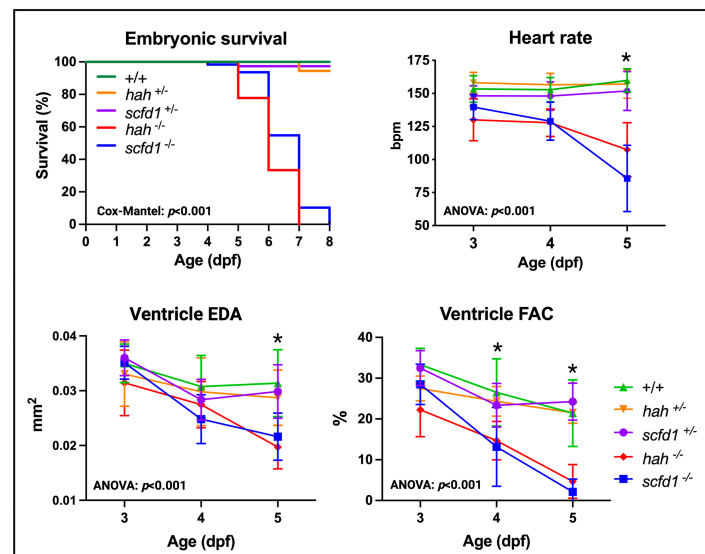 Embryonic survival
100
80
60
40
20
0
Survival (%)
+/+
hah +/-
scfd1 +/-
hah -/-
scfd1 -/-
Cox-Mantel: p<0.001
0 1 2 3 4 5 6 7 8
Age (dpf)
Heart rate
175
150
125
100
75
50
bpm
*
ANOVA: p<0.001
3 4 5
Age (dpf)
Ventricle EDA
0.04
0.03
0.02
0.01
mm2
*
ANOVA: p<0.001
3 4 5
Age (dpf)
Ventricle FAC
40
30
20
10
0
%
*
*
ANOVA: p<0.001
3 4 5
Age (dpf)
+/+
hah +/-
scfd1 +/-
hah -/-
scfd1 -/-